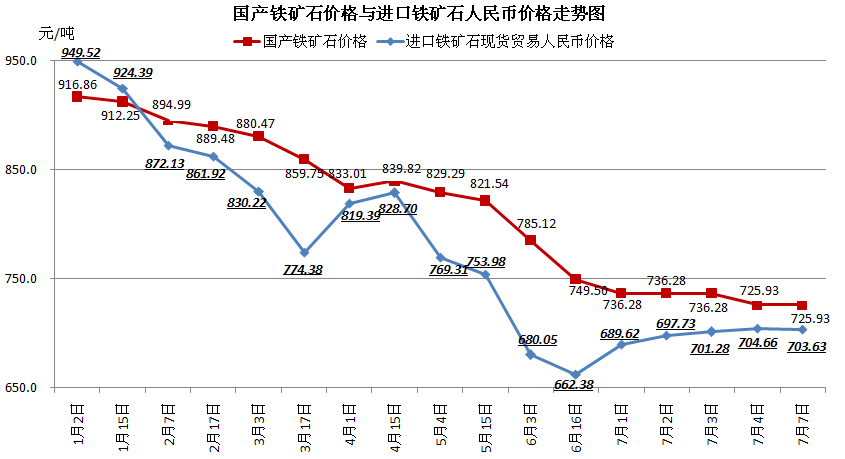 国产铁矿石价格与进口铁矿石人民币价格走势图
元/吨
国产铁矿石价格 进口铁矿石现货贸易人民币价格
950.0
850.0
750.0
650.0
916.86 912.25 894.99 889.48 880.47 859.75 833.01 839.82 829.29 821.54 785.12 749.50 736.28 736.28 736.28 725.93 725.93
949.52 924.39 872.13 861.92 830.22 774.38 819.39 828.70 769.31 753.98 680.05 662.38 689.62 697.73 701.28 704.66 703.63
1月2日 1月15日 2月7日 2月17日 3月3日 3月17日 4月1日 4月15日 5月4日 5月15日 6月3日 6月16日 7月1日 7月2日 7月3日 7月4日 7月7日